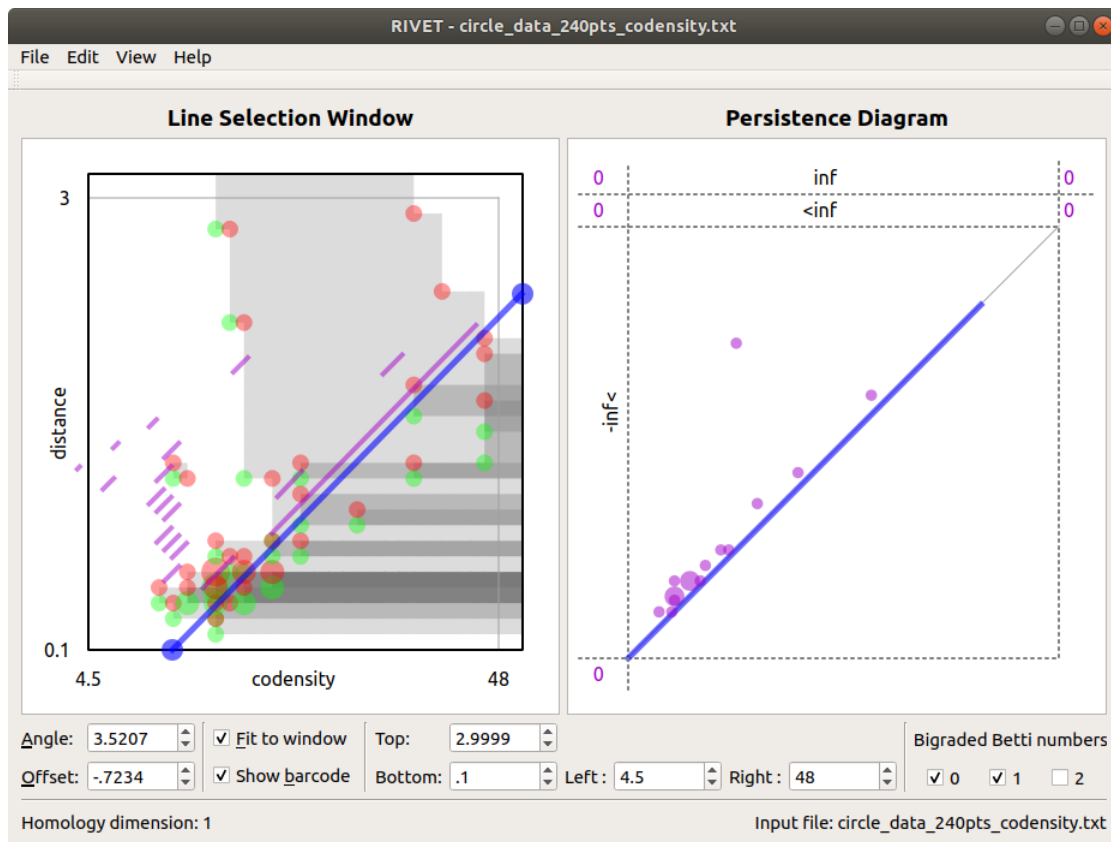 RIVET - circle_data_240pts_codensity.txt
File Edit View Help
Line Selection Window
Persistence Diagram
3
distance
0.1
4.5
codensity
48
0
inf
0
0
<inf
0
-inf<
0
Angle: 3.5207
Fit to window
Top: 2.9999
Bigraded Betti numbers
Offset: -.7234
Show barcode
Bottom: .1
Left : 4.5
Right : 48
0
1
2
Homology dimension: 1
Input file: circle_data_240pts_codensity.txt